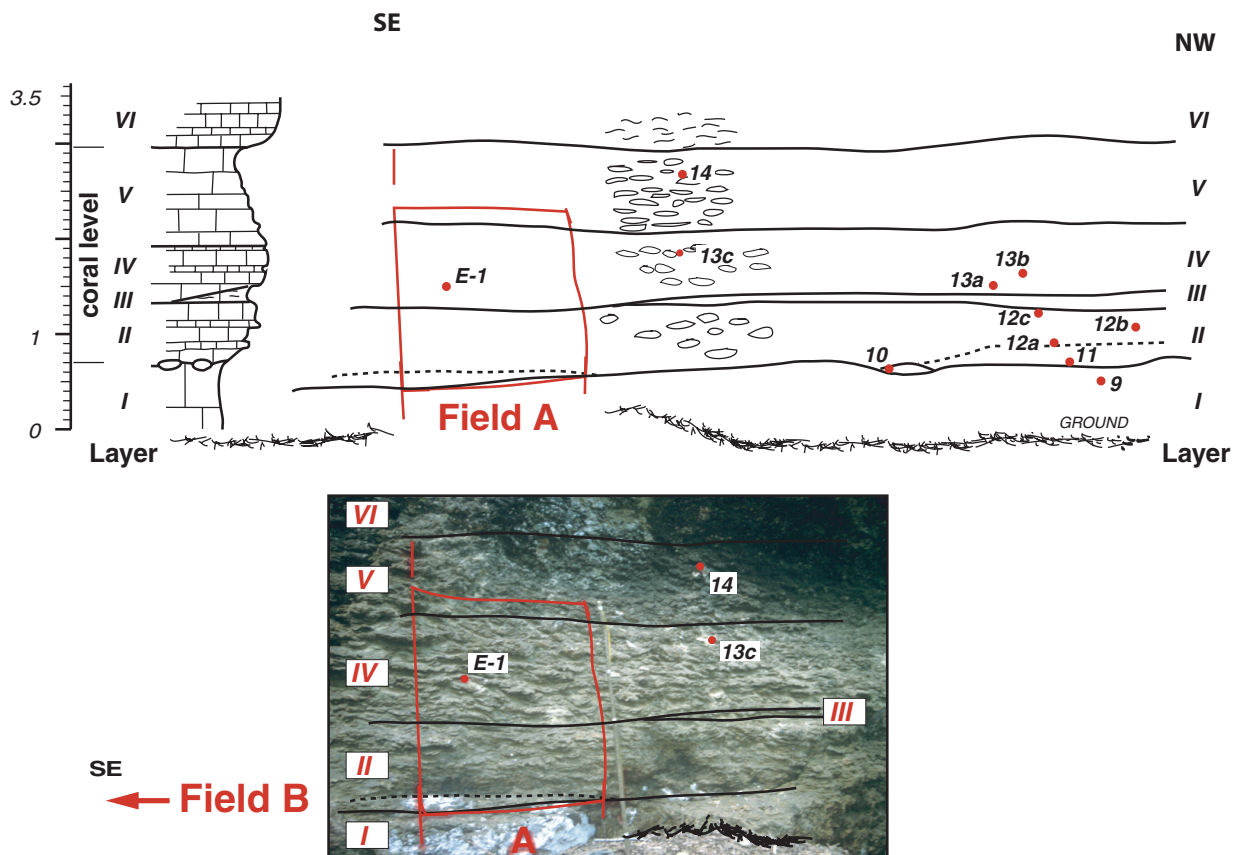 SE
NW
3.5
VI
VI
coral level
V
14
V
IV
E-1
13c
13b
13a
IV
III
III
12c
12b
1
II
12a
II
10
11
9
I
Field A
I
0
GROUND
Layer
Layer
VI
V
14
13c
E-1
IV
III
SE
II
Field B
I
A